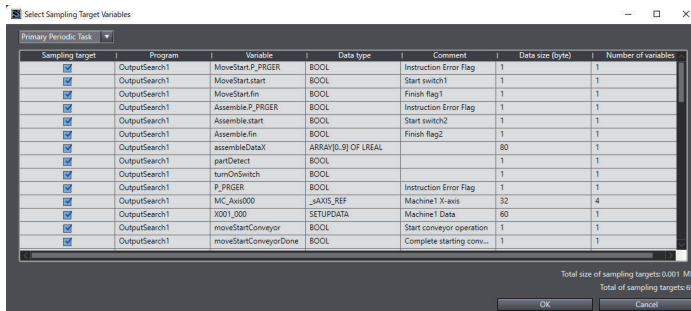 Select Sampling Target Variables
Primary Periodic Task
Sampling target Program Variable Data type Comment Data size (byte) Number of variables
OutputSearch1 MoveStart.P_PRGER BOOL Instruction Error Flag 1 1
OutputSearch1 MoveStart.start BOOL Start switch1 1 1
OutputSearch1 MoveStart.fin BOOL Finish flag1 1 1
OutputSearch1 Assemble.P_PRGER BOOL Instruction Error Flag 1 1
OutputSearch1 Assemble.start BOOL Start switch2 1 1
OutputSearch1 Assemble.fin BOOL Finish flag2 1 1
OutputSearch1 assembleDataX ARRAY[0..9] OF LREAL 80 1
OutputSearch1 partDetect BOOL 1 1
OutputSearch1 turnOnSwitch BOOL 1 1
OutputSearch1 P_PRGER BOOL Instruction Error Flag 1 1
OutputSearch1 MC_Axis000 _sAXIS_REF Machine1 X-axis 32 4
OutputSearch1 X001_000 SETUPDATA Machine1 Data 60 1
OutputSearch1 moveStartConveyor BOOL Start conveyor operation 1 1
OutputSearch1 moveStartConveyorDone BOOL Complete starting conv... 1 1
Total size of sampling targets: 0.001 M
Total of sampling targets: 6
OK Cancel